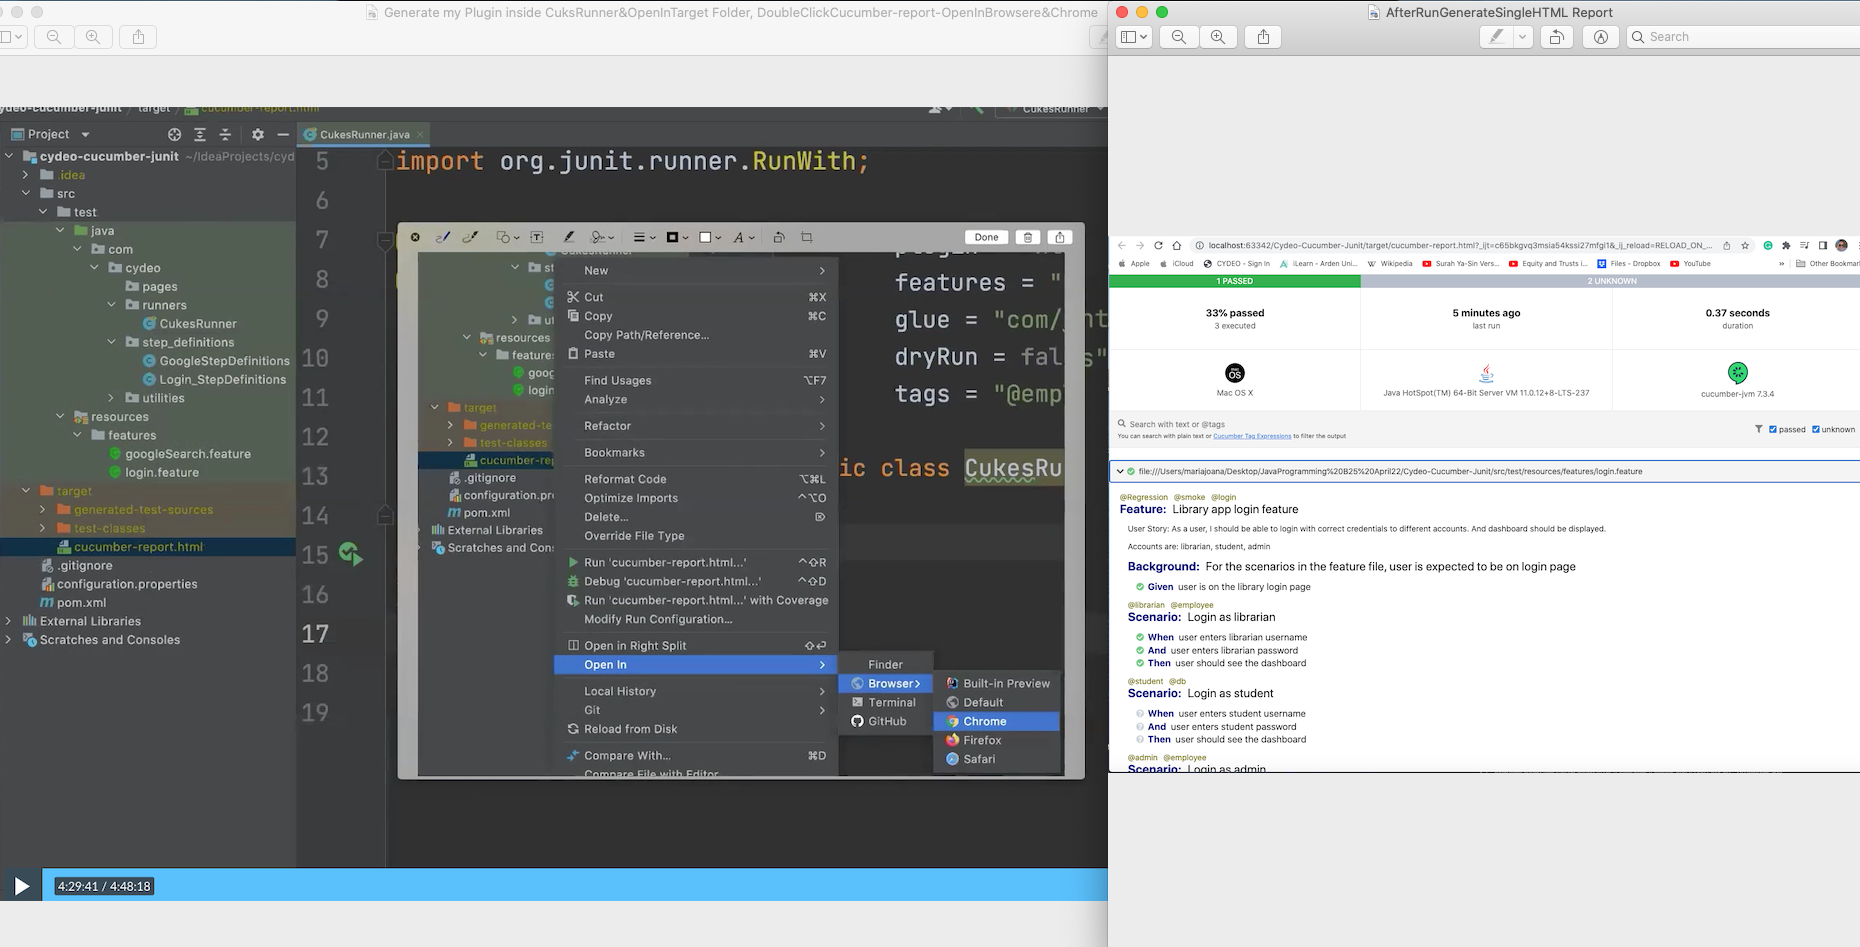 Generate my Plugin inside CuksRunner&OpenInTarget Folder, DoubleClickCucumber-report-OpenInBrowsere&Chrome
cydeo-cucumber-junit
target
cucumber-report.html
CukesRunner
Project
CukesRunner.java
cydeo-cucumber-junit ~/IdeaProjects/cyd
.idea
src
test
java
com
cydeo
pages
runners
CukesRunner
step_definitions
GoogleStepDefinitions
Login_StepDefinitions
utilities
resources
features
googleSearch.feature
login.feature
target
generated-test-sources
test-classes
cucumber-report.html
.gitignore
configuration.properties
pom.xml
External Libraries
Scratches and Consoles
5 import org.junit.runner.RunWith;
6
7
8
9
10
11
12
13
14
15
16
17
18
19
Done
resources
target
test-classes
.gitignore
pom.xml
External Libraries
New
Cut ⌘X
Copy ⌘C
Copy Path/Reference...
Paste ⌘V
Find Usages ⌥F7
Analyze
Refactor
Bookmarks
Reformat Code ⌥⌘L
Optimize Imports ^⌥O
Delete...
Override File Type
Run 'cucumber-report.html...' ^⇧R
Debug 'cucumber-report.html...' ^⇧D
Run 'cucumber-report.html...' with Coverage
Modify Run Configuration...
Open in Right Split ⇧↩
Open In
Local History
Git
Reload from Disk
Compare With... ⌘D
Compare File with Editor
Finder
Browser
Terminal
GitHub
Built-in Preview
Default
Chrome
Firefox
Safari
features = "
glue = "com/
dryRun = fal
tags = "@emp
ic class CukesRu
4:29:41 / 4:48:18
AfterRunGenerateSingleHTML Report
Search
localhost:63342/Cydeo-Cucumber-Junit/target/cucumber-report.html?_ijt=c65bkgvq3msia54kssi27mfgi1&_ij_reload=RELOAD_ON_...
Apple iCloud CYDEO - Sign In iLearn - Arden Uni... Wikipedia Surah Ya-Sin Vers... Equity and Trusts i... Files - Dropbox YouTube » Other Bookmar
1 PASSED 2 UNKNOWN
33% passed 5 minutes ago 0.37 seconds
3 executed last run duration
mac OS
Mac OS X Java HotSpot(TM) 64-Bit Server VM 11.0.12+8-LTS-237 cucumber-jvm 7.3.4
Search with text or @tags
You can search with plain text or Cucumber Tag Expressions to filter the output
passed unknown
file:///Users/mariajoana/Desktop/JavaProgramming%20B25%20April22/Cydeo-Cucumber-Junit/src/test/resources/features/login.feature
@Regression @smoke @login
Feature: Library app login feature
User Story: As a user, I should be able to login with correct credentials to different accounts. And dashboard should be displayed.
Accounts are: librarian, student, admin
Background: For the scenarios in the feature file, user is expected to be on login page
Given user is on the library login page
@librarian @employee
Scenario: Login as librarian
When user enters librarian username
And user enters librarian password
Then user should see the dashboard
@student @db
Scenario: Login as student
When user enters student username
And user enters student password
Then user should see the dashboard
@admin @employee
Scenario: Login as admin